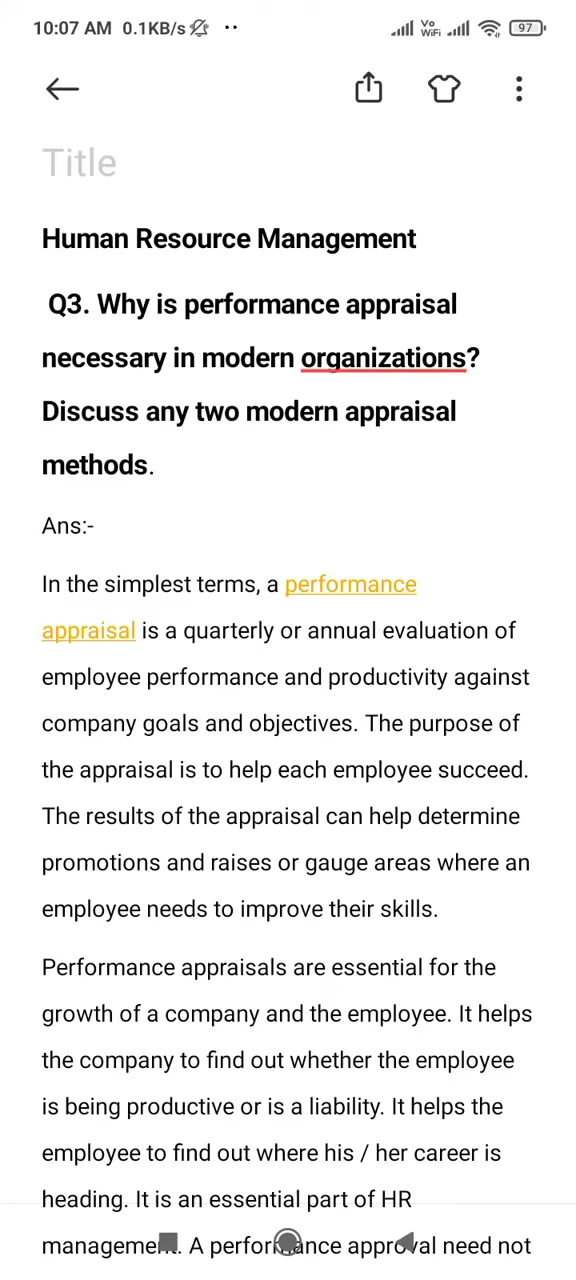 10:07 AM 0.1KB/s
Vo WiFi 97
Title
Human Resource Management
Q3. Why is performance appraisal
necessary in modern organizations?
Discuss any two modern appraisal
methods.
Ans:-
In the simplest terms, a performance
appraisal is a quarterly or annual evaluation of
employee performance and productivity against
company goals and objectives. The purpose of
the appraisal is to help each employee succeed.
The results of the appraisal can help determine
promotions and raises or gauge areas where an
employee needs to improve their skills.
Performance appraisals are essential for the
growth of a company and the employee. It helps
the company to find out whether the employee
is being productive or is a liability. It helps the
employee to find out where his / her career is
heading. It is an essential part of HR
management. A performance approval need not